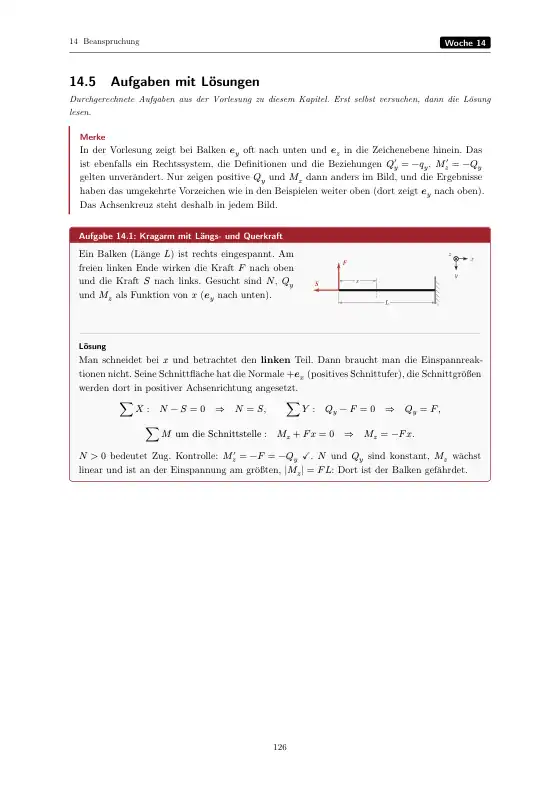 14 Beanspruchung
Woche 14
14.5 Aufgaben mit Lösungen
Durchgerechnete Aufgaben aus der Vorlesung zu diesem Kapitel. Erst selbst versuchen, dann die Lösung
lesen.
Merke
In der Vorlesung zeigt bei Balken e_y oft nach unten und e_z in die Zeichenebene hinein. Das
ist ebenfalls ein Rechtssystem, die Definitionen und die Beziehungen Q′_y = −q_y, M′_z = −Q_y
gelten unverändert. Nur zeigen positive Q_y und M_z dann anders im Bild, und die Ergebnisse
haben das umgekehrte Vorzeichen wie in den Beispielen weiter oben (dort zeigt e_y nach oben).
Das Achsenkreuz steht deshalb in jedem Bild.
Aufgabe 14.1: Kragarm mit Längs- und Querkraft
Ein Balken (Länge L) ist rechts eingespannt. Am
freien linken Ende wirken die Kraft F nach oben
und die Kraft S nach links. Gesucht sind N, Q_y
und M_z als Funktion von x (e_y nach unten).
F
S
x
L
z
x
y
Lösung
Man schneidet bei x und betrachtet den linken Teil. Dann braucht man die Einspannreak-
tionen nicht. Seine Schnittfläche hat die Normale +e_x (positives Schnittufer), die Schnittgrößen
werden dort in positiver Achsenrichtung angesetzt.
∑ X : N − S = 0 ⇒ N = S, ∑ Y : Q_y − F = 0 ⇒ Q_y = F,
∑ M um die Schnittstelle : M_z + Fx = 0 ⇒ M_z = −Fx.
N > 0 bedeutet Zug. Kontrolle: M′_z = −F = −Q_y ✓. N und Q_y sind konstant, M_z wächst
linear und ist an der Einspannung am größten, |M_z| = FL: Dort ist der Balken gefährdet.
126